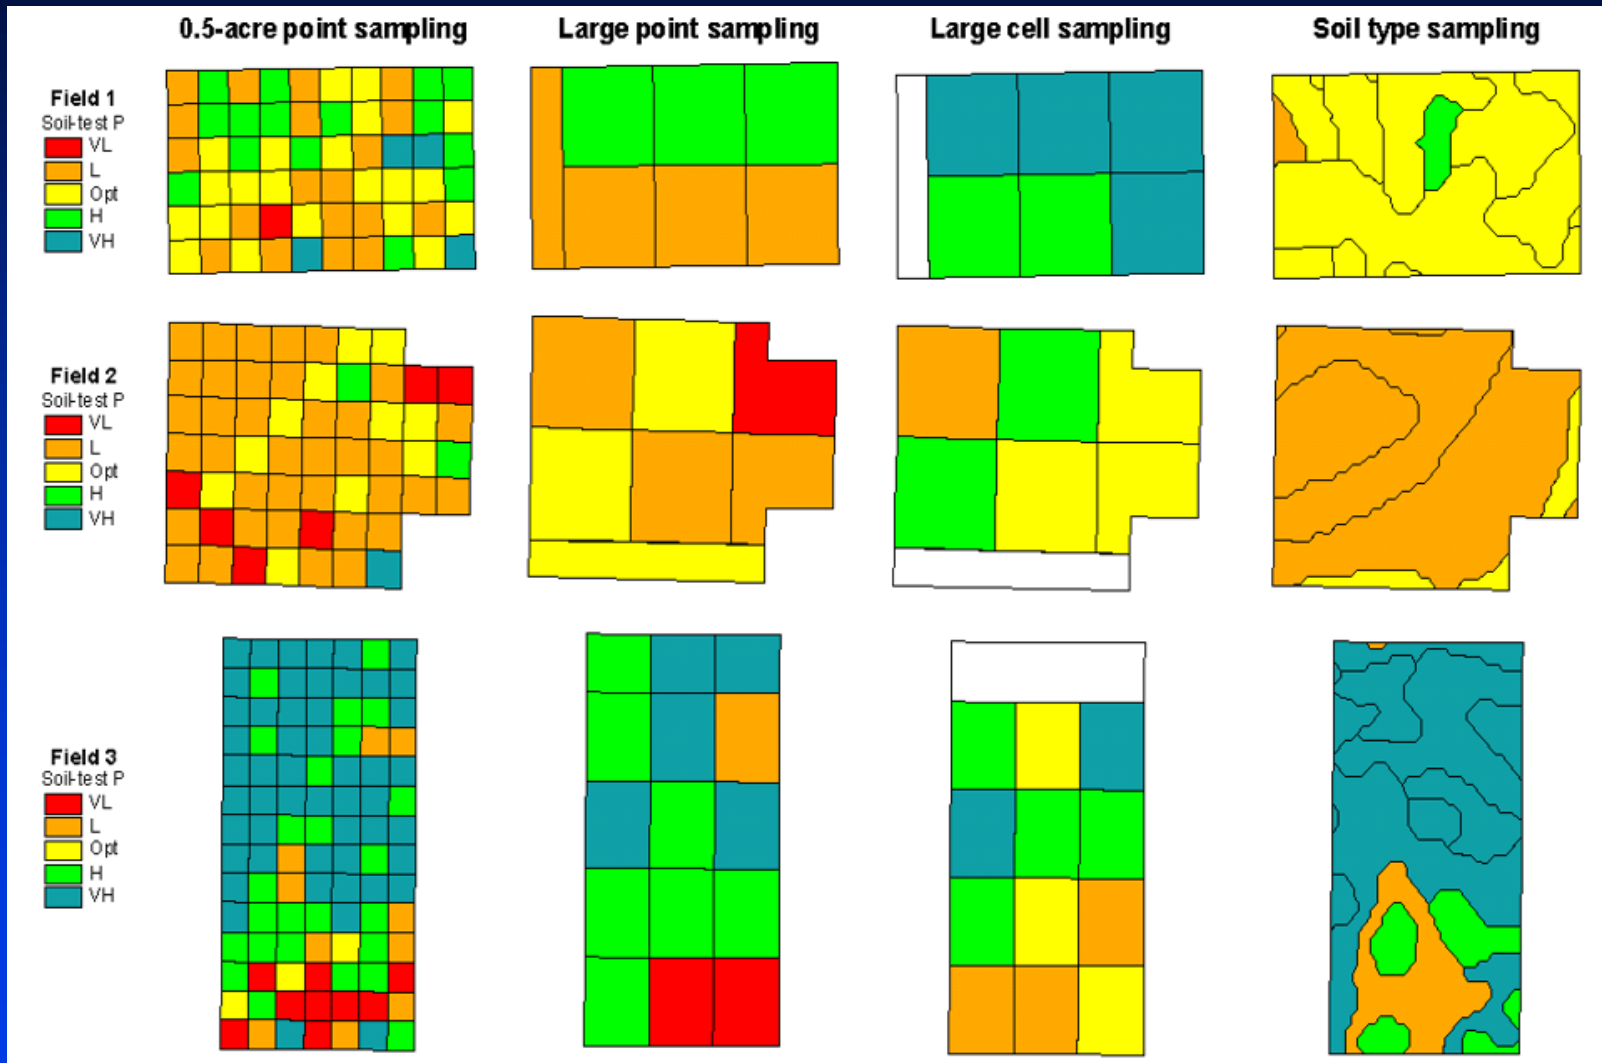 0.5-acre point sampling
Large point sampling
Large cell sampling
Soil type sampling
Field 1
Soil-test P
VL
L
Opt
H
VH
Field 2
Soil-test P
VL
L
Opt
H
VH
Field 3
Soil-test P
VL
L
Opt
H
VH